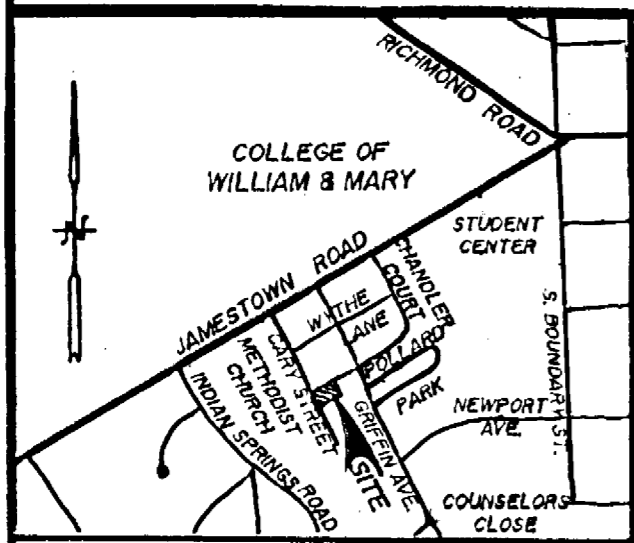 RICHMOND ROAD
COLLEGE OF
WILLIAM & MARY
N
STUDENT
CENTER
JAMESTOWN ROAD
CHANDLER
COURT
WYTHE
LANE
S. BOUNDARY ST.
POLLARD
PARK
METHODIST
CHURCH
CARY STREET
INDIAN SPRINGS ROAD
GRIFFIN AVE.
NEWPORT
AVE.
SITE
COUNSELORS
CLOSE